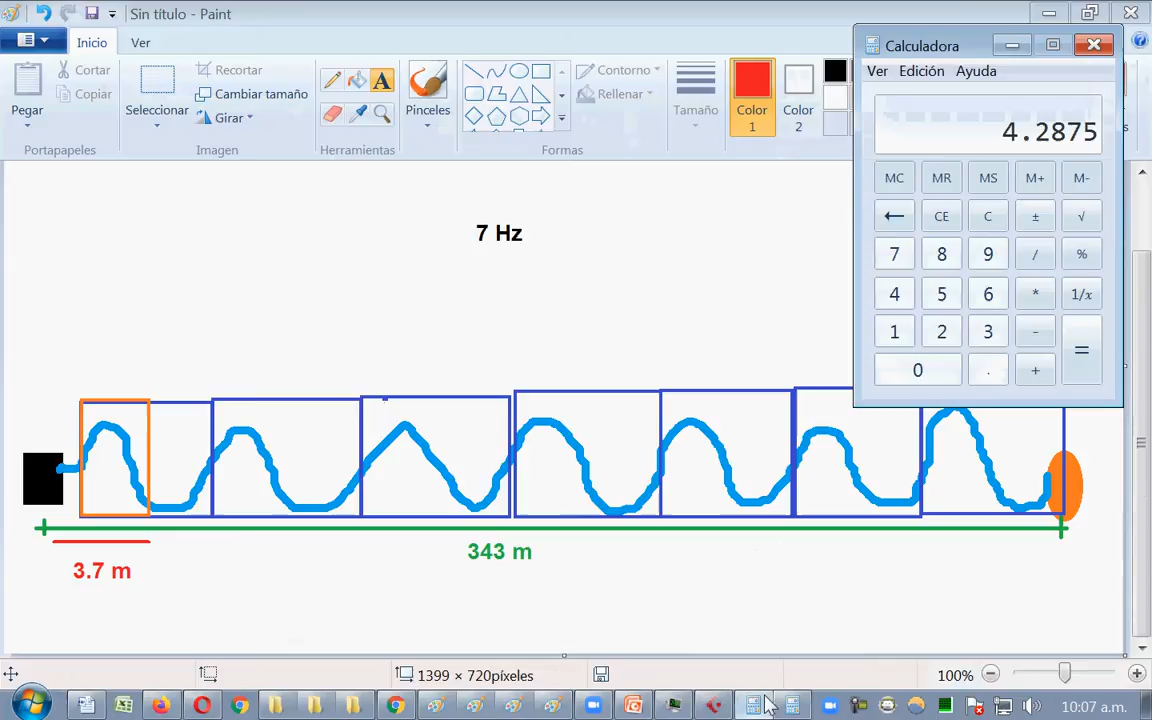 Sin título - Paint
Inicio
Ver
Pegar
Cortar
Copiar
Portapapeles
Seleccionar
Recortar
Cambiar tamaño
Girar
Imagen
A
Herramientas
Pinceles
Contorno
Rellenar
Formas
Tamaño
Color
1
Color
2
Calculadora
Ver Edición Ayuda
4.2875
MC MR MS M+ M-
← CE C ± √
7 8 9 / %
4 5 6 * 1/x
1 2 3 - =
0 . +
7 Hz
343 m
3.7 m
1399 × 720píxeles
100%
10:07 a.m.